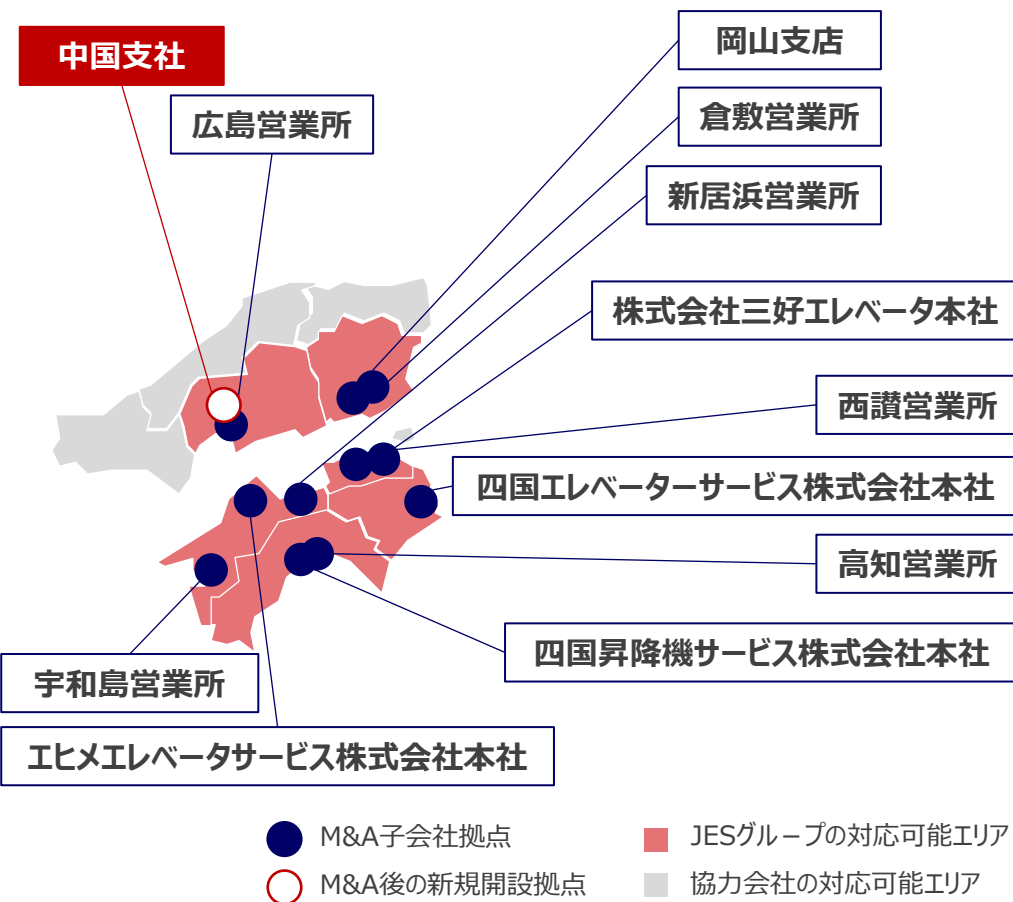 中国支社
岡山支店
広島営業所
倉敷営業所
新居浜営業所
株式会社三好エレベータ本社
西讃営業所
四国エレベーターサービス株式会社本社
高知営業所
四国昇降機サービス株式会社本社
宇和島営業所
エヒメエレベータサービス株式会社本社
M&A子会社拠点
JESグループの対応可能エリア
M&A後の新規開設拠点
協力会社の対応可能エリア